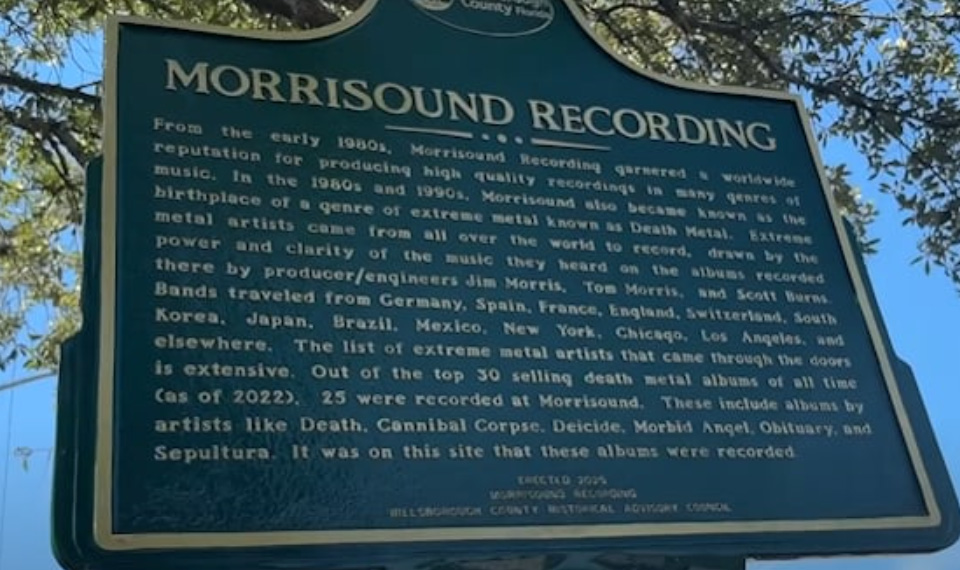 County Florida
MORRISOUND RECORDING
From the early 1980s, Morrisound Recording garnered a worldwide
reputation for producing high quality recordings in many genres of
music. In the 1980s and 1990s, Morrisound also became known as the
birthplace of a genre of extreme metal known as Death Metal. Extreme
metal artists came from all over the world to record, drawn by the
power and clarity of the music they heard on the albums recorded
there by producer/engineers Jim Morris, Tom Morris, and Scott Burns.
Bands traveled from Germany, Spain, France, England, Switzerland, South
Korea, Japan, Brazil, Mexico, New York, Chicago, Los Angeles, and
elsewhere. The list of extreme metal artists that came through the doors
is extensive. Out of the top 30 selling death metal albums of all time
(as of 2022), 25 were recorded at Morrisound. These include albums by
artists like Death, Cannibal Corpse, Deicide, Morbid Angel, Obituary, and
Sepultura. It was on this site that these albums were recorded.
ERECTED
MORRISOUND RECORDING
HILLSBOROUGH COUNTY HISTORICAL ADVISORY COUNCIL